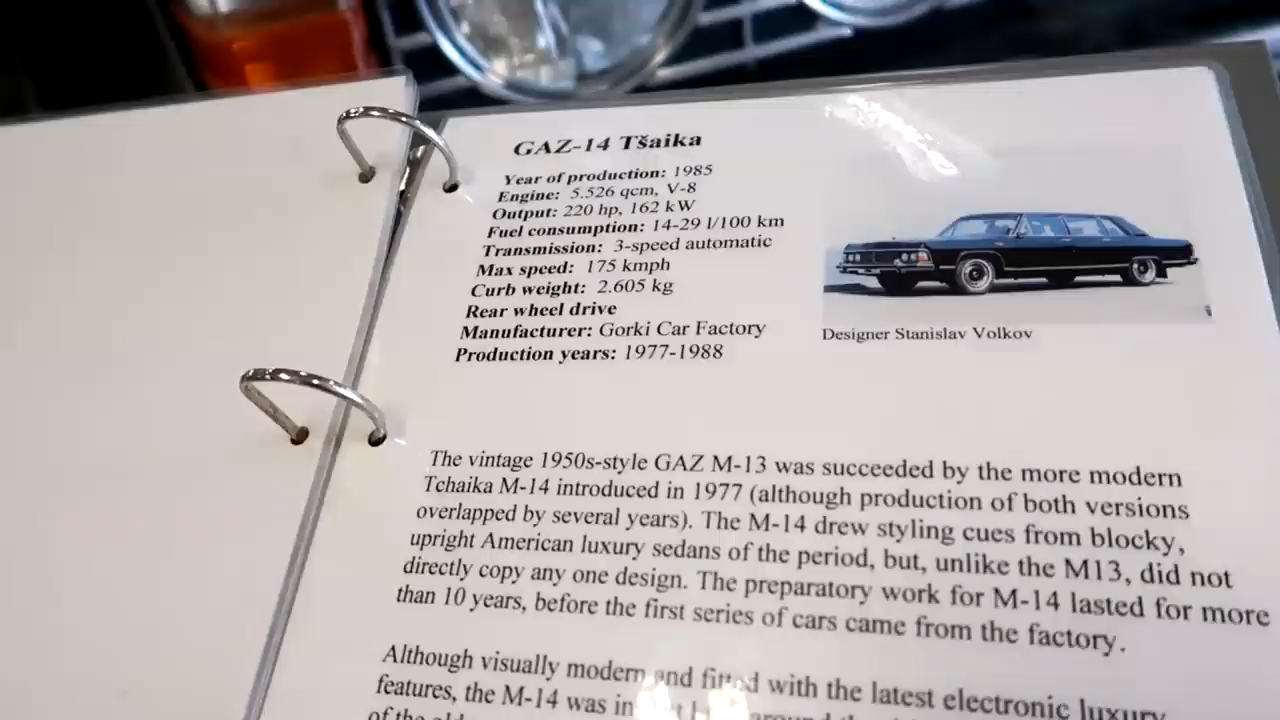 GAZ-14 Tšaika
Year of production: 1985
Engine: 5.526 qcm, V-8
Output: 220 hp, 162 kW
Fuel consumption: 14-29 l/100 km
Transmission: 3-speed automatic
Max speed: 175 kmph
Curb weight: 2.605 kg
Rear wheel drive
Manufacturer: Gorki Car Factory
Production years: 1977-1988
Designer Stanislav Volkov
The vintage 1950s-style GAZ M-13 was succeeded by the more modern
Tchaika M-14 introduced in 1977 (although production of both versions
overlapped by several years). The M-14 drew styling cues from blocky,
upright American luxury sedans of the period, but, unlike the M13, did not
directly copy any one design. The preparatory work for M-14 lasted for more
than 10 years, before the first series of cars came from the factory.
Although visually modern and fitted with the latest electronic luxury
features, the M-14 was in around
of the old